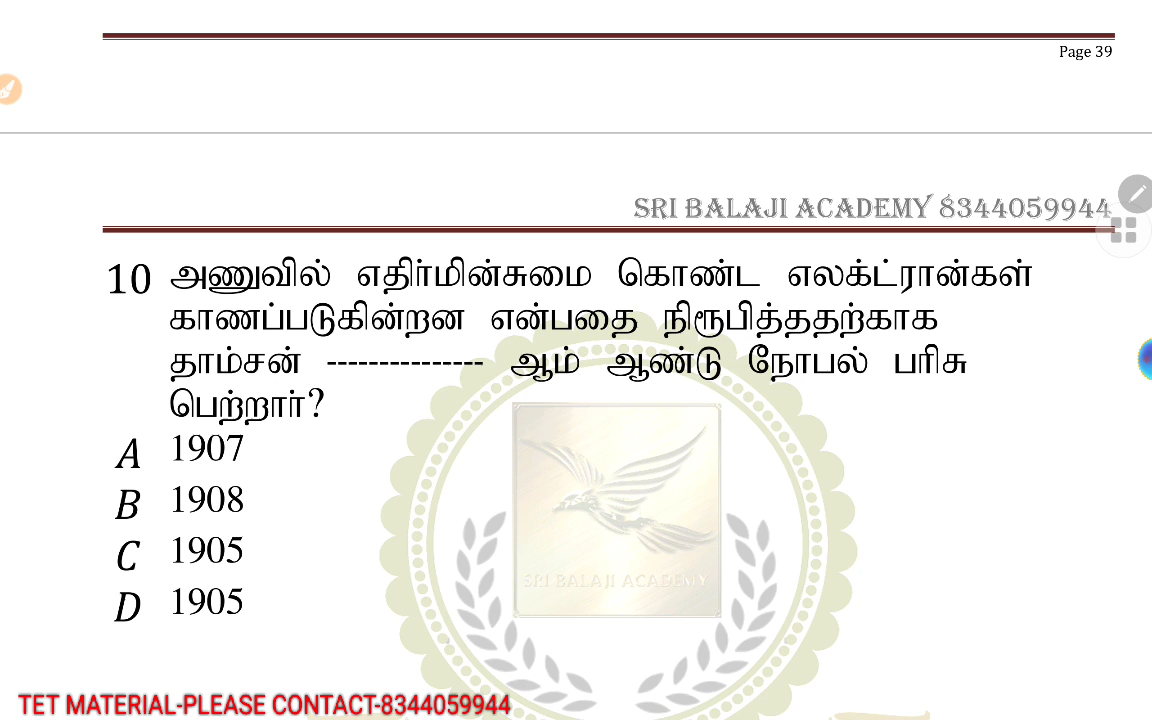 Page 39
SRI BALAJI ACADEMY 8344059944
10 அணுவில் எதிர்மின்சுமை கொண்ட எலக்ட்ரான்கள்
காணப்படுகின்றன என்பதை நிரூபித்ததற்காக
தாம்சன் --------------- ஆம் ஆண்டு நோபல் பரிசு
பெற்றார்?
A 1907
B 1908
C 1905
D 1905
SRI BALAJI ACADEMY
TET MATERIAL-PLEASE CONTACT-8344059944